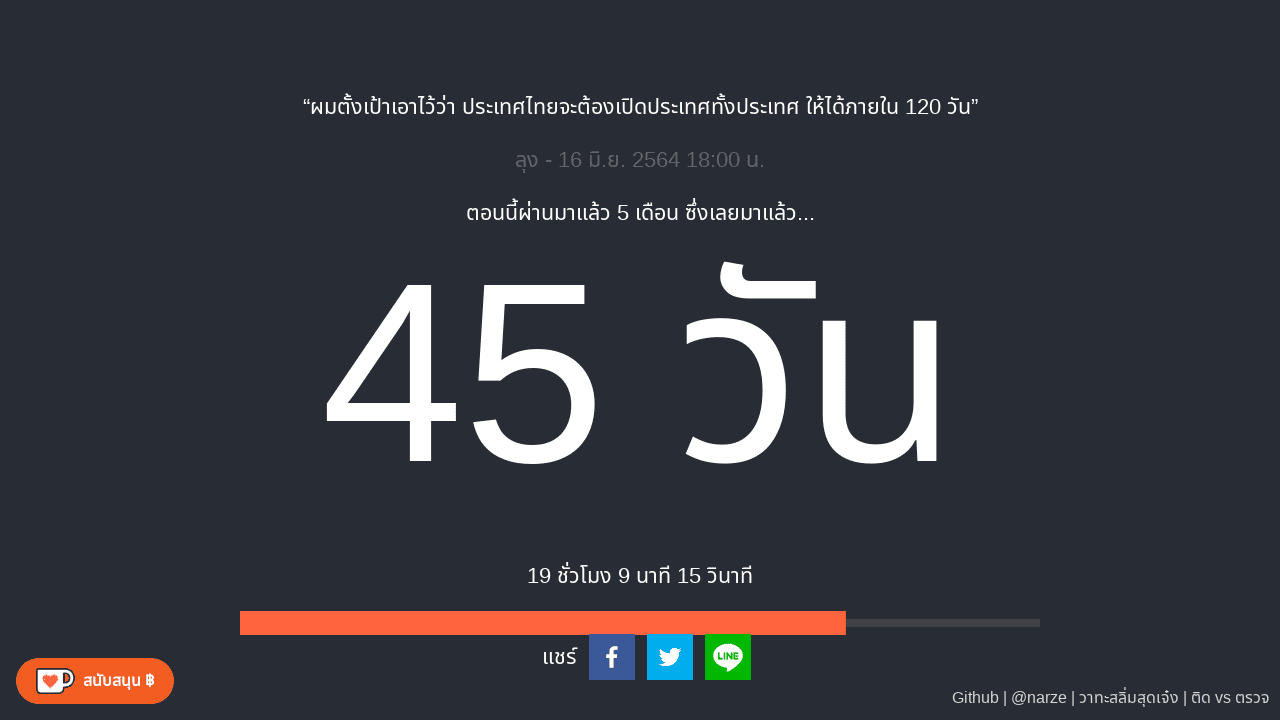 “ผมตั้งเป้าเอาไว้ว่า ประเทศไทยจะต้องเปิดประเทศทั้งประเทศ ให้ได้ภายใน 120 วัน”
ลุง - 16 มิ.ย. 2564 18:00 น.
ตอนนี้ผ่านมาแล้ว 5 เดือน ซึ่งเลยมาแล้ว...
45 วัน
19 ชั่วโมง 9 นาที 15 วินาที
แชร์
LINE
สนับสนุน ฿
Github | @narze | วาทะสลิ่มสุดเจ๋ง | ติด vs ตรวจ